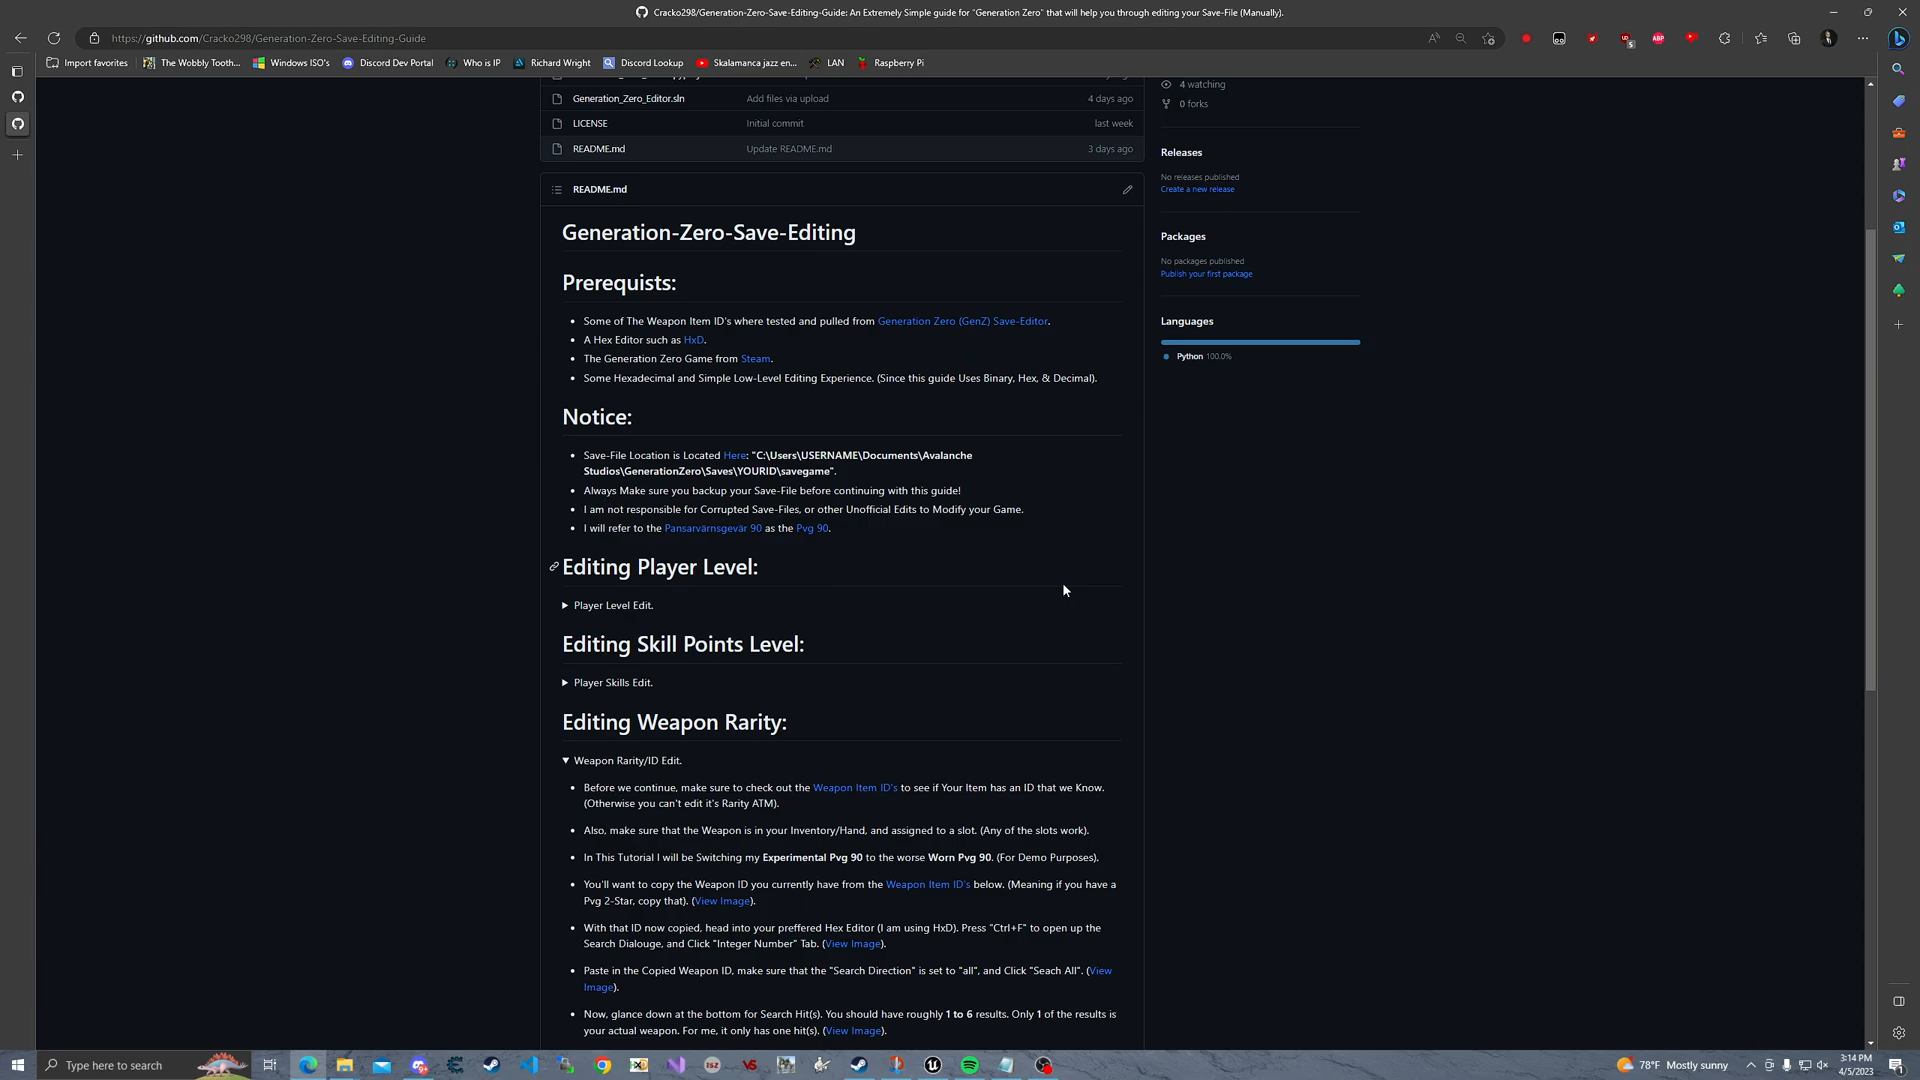 Cracko298/Generation-Zero-Save-Editing-Guide: An Extremely Simple guide for "Generation Zero" that will help you through editing your Save-File (Manually).
https://github.com/Cracko298/Generation-Zero-Save-Editing-Guide
Import favorites
The Wobbly Tooth...
Windows ISO's
Discord Dev Portal
Who is IP
Richard Wright
Discord Lookup
Skalamanca jazz en...
LAN
Raspberry Pi
Generation_Zero_Editor.sln Add files via upload 4 days ago
LICENSE Initial commit last week
README.md Update README.md 3 days ago
README.md
Generation-Zero-Save-Editing
Prerequists:
Some of The Weapon Item ID's where tested and pulled from Generation Zero (GenZ) Save-Editor.
A Hex Editor such as HxD.
The Generation Zero Game from Steam.
Some Hexadecimal and Simple Low-Level Editing Experience. (Since this guide Uses Binary, Hex, & Decimal).
Notice:
Save-File Location is Located Here: "C:\Users\USERNAME\Documents\Avalanche
Studios\GenerationZero\Saves\YOURID\savegame".
Always Make sure you backup your Save-File before continuing with this guide!
I am not responsible for Corrupted Save-Files, or other Unofficial Edits to Modify your Game.
I will refer to the Pansarvärnsgevär 90 as the Pvg 90.
Editing Player Level:
Player Level Edit.
Editing Skill Points Level:
Player Skills Edit.
Editing Weapon Rarity:
Weapon Rarity/ID Edit.
Before we continue, make sure to check out the Weapon Item ID's to see if Your Item has an ID that we Know.
(Otherwise you can't edit it's Rarity ATM).
Also, make sure that the Weapon is in your Inventory/Hand, and assigned to a slot. (Any of the slots work).
In This Tutorial I will be Switching my Experimental Pvg 90 to the worse Worn Pvg 90. (For Demo Purposes).
You'll want to copy the Weapon ID you currently have from the Weapon Item ID's below. (Meaning if you have a
Pvg 2-Star, copy that). (View Image).
With that ID now copied, head into your preffered Hex Editor (I am using HxD). Press "Ctrl+F" to open up the
Search Dialouge, and Click "Integer Number" Tab. (View Image).
Paste in the Copied Weapon ID, make sure that the "Search Direction" is set to "all", and Click "Seach All". (View
Image).
Now, glance down at the bottom for Search Hit(s). You should have roughly 1 to 6 results. Only 1 of the results is
your actual weapon. For me, it only has one hit(s). (View Image).
4 watching
0 forks
Releases
No releases published
Create a new release
Packages
No packages published
Publish your first package
Languages
Python 100.0%
Type here to search
78°F Mostly sunny
3:14 PM
4/5/2023